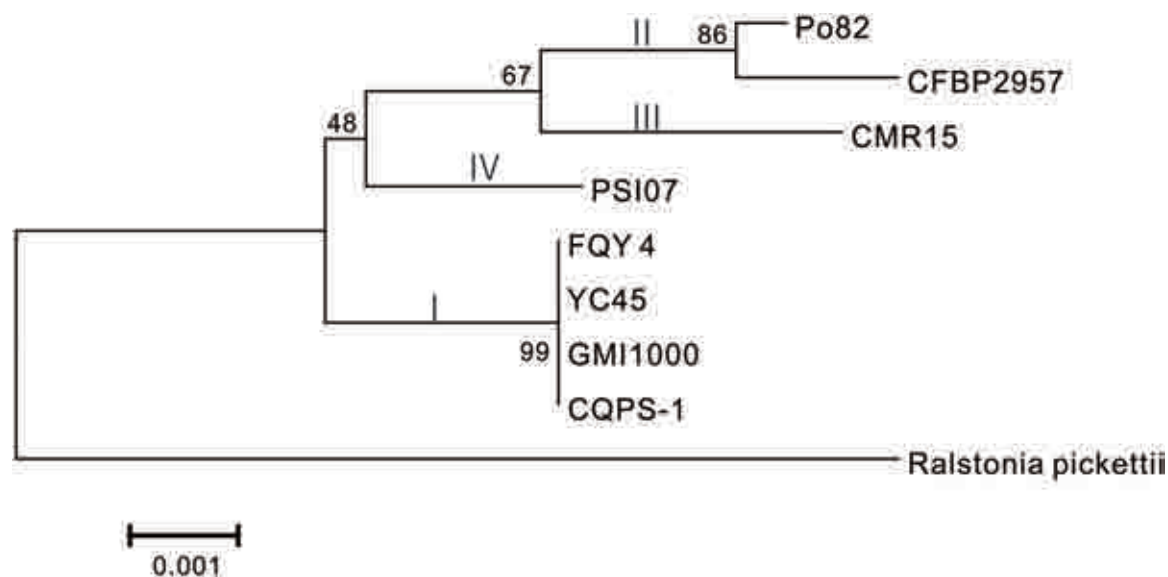 II
86
Po82
67
CFBP2957
III
48
CMR15
IV
PSI07
FQY 4
YC45
I
99
GMI1000
CQPS-1
Ralstonia pickettii
0.001